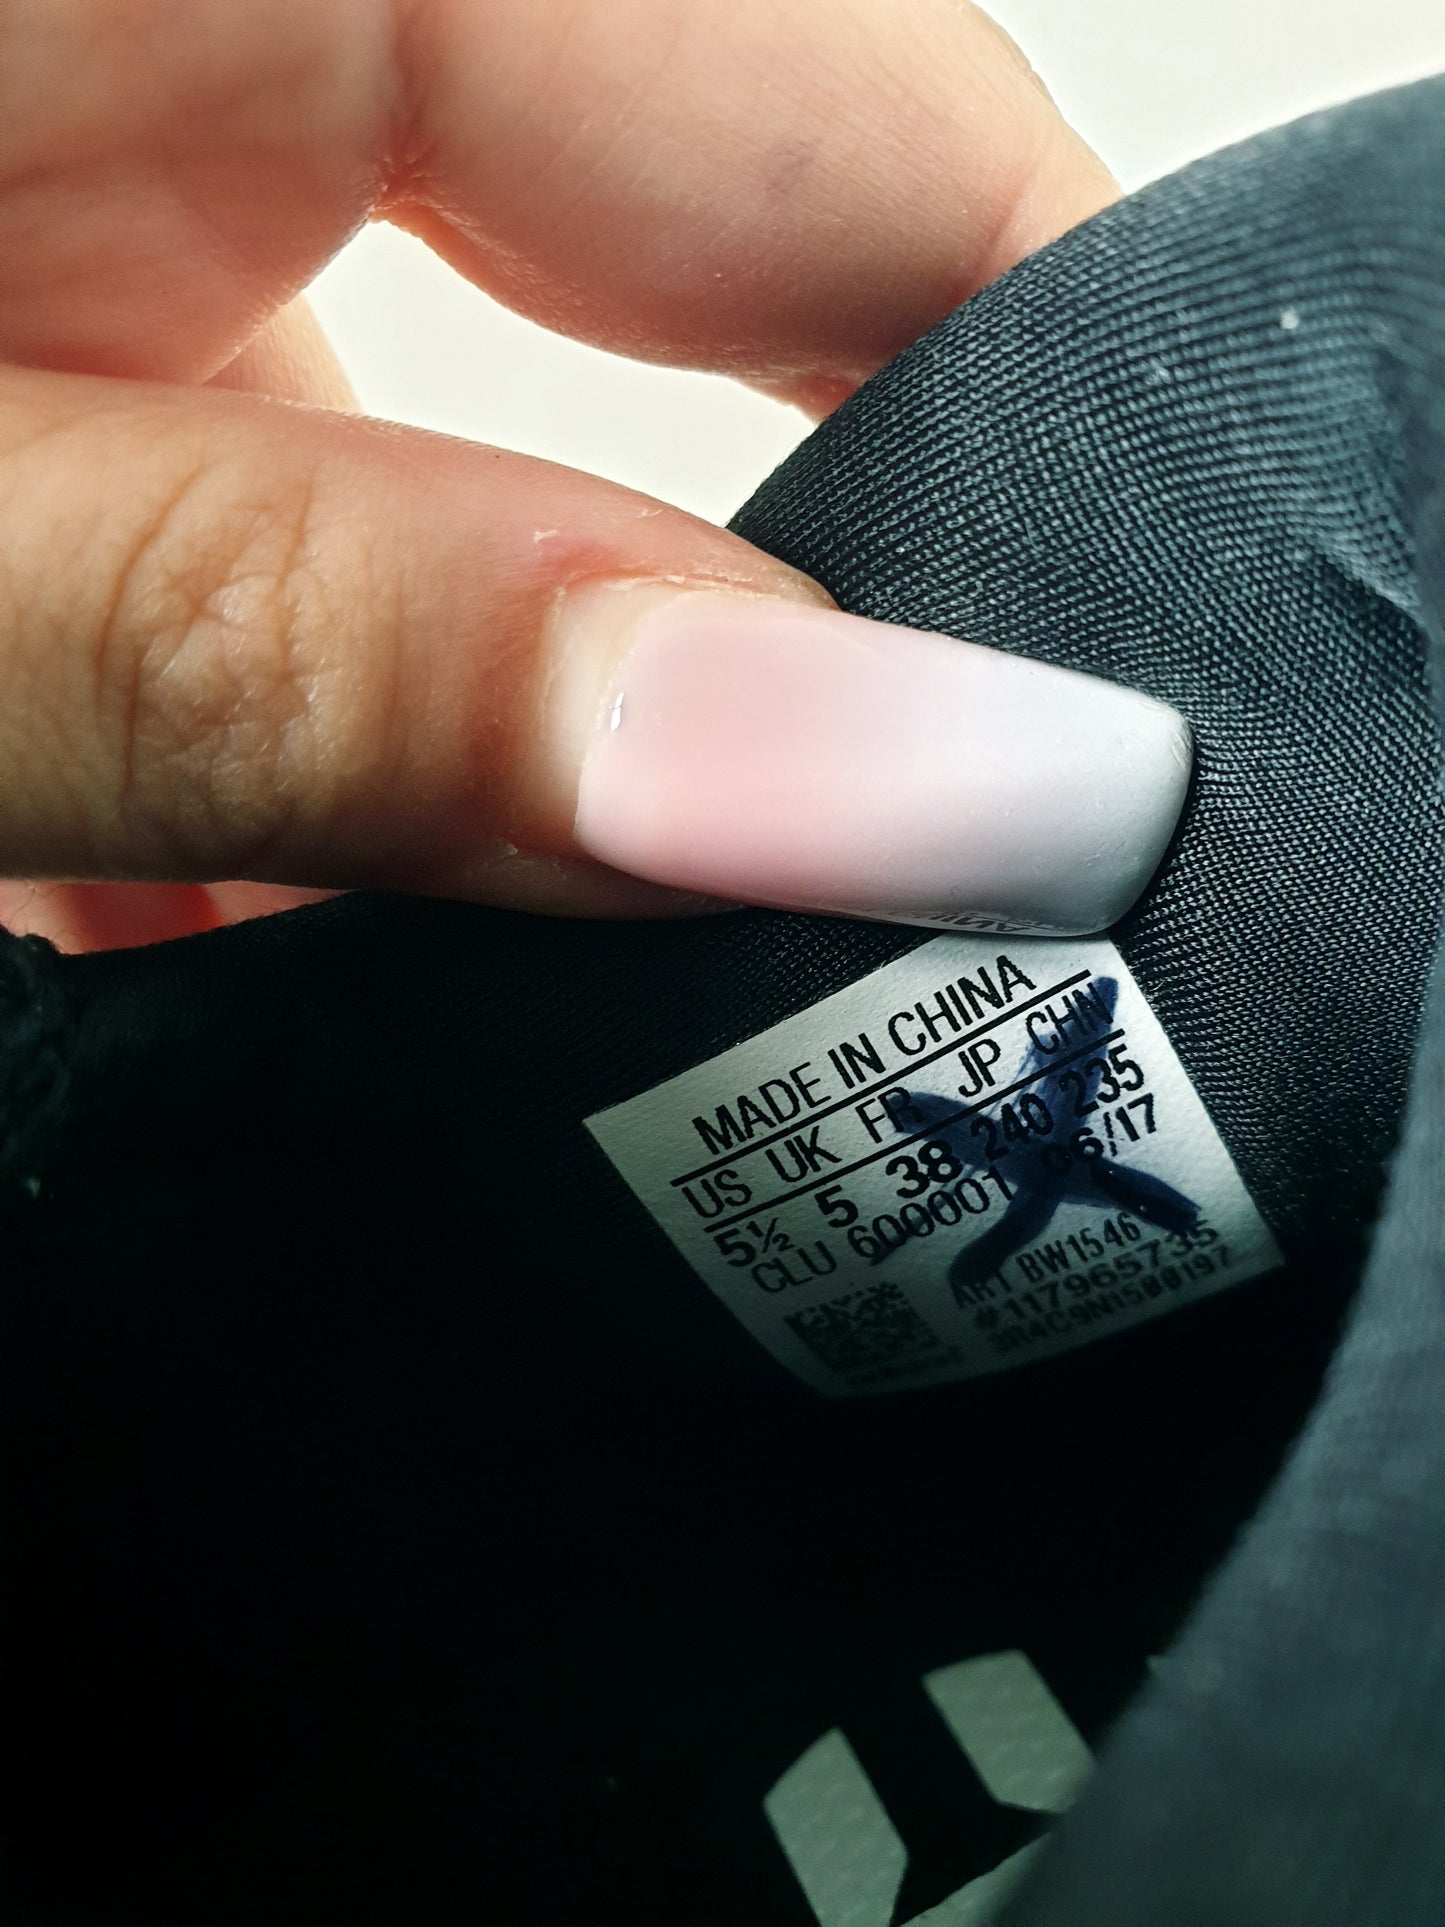 MADE IN CHINA
US UK FR JP CHN
5½ 5 38 240 235
CLU 600001 06/17
ART BW1546
#117965735
3R4C9N1500197